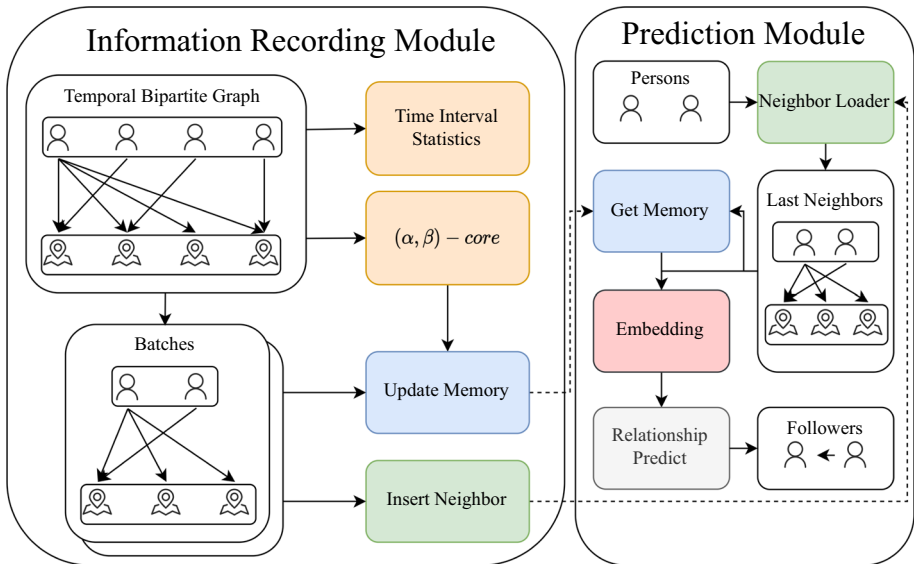 Information Recording Module
Temporal Bipartite Graph
Time Interval
Statistics
(α, β) − core
Batches
Update Memory
Insert Neighbor
Prediction Module
Persons
Neighbor Loader
Get Memory
Last Neighbors
Embedding
Relationship
Predict
Followers